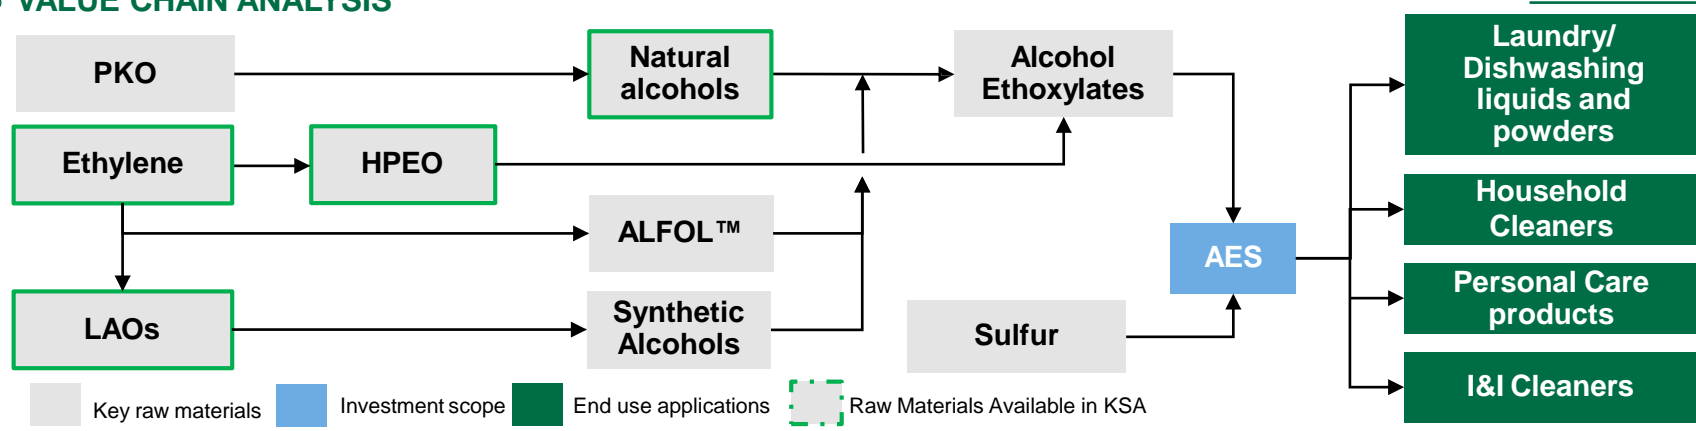 VALUE CHAIN ANALYSIS
PKO
Natural
alcohols
Alcohol
Ethoxylates
Laundry/
Dishwashing
liquids and
powders
Ethylene
HPEO
Household
Cleaners
ALFOL™
AES
Personal Care
products
LAOs
Synthetic
Alcohols
Sulfur
I&I Cleaners
Key raw materials
Investment scope
End use applications
Raw Materials Available in KSA